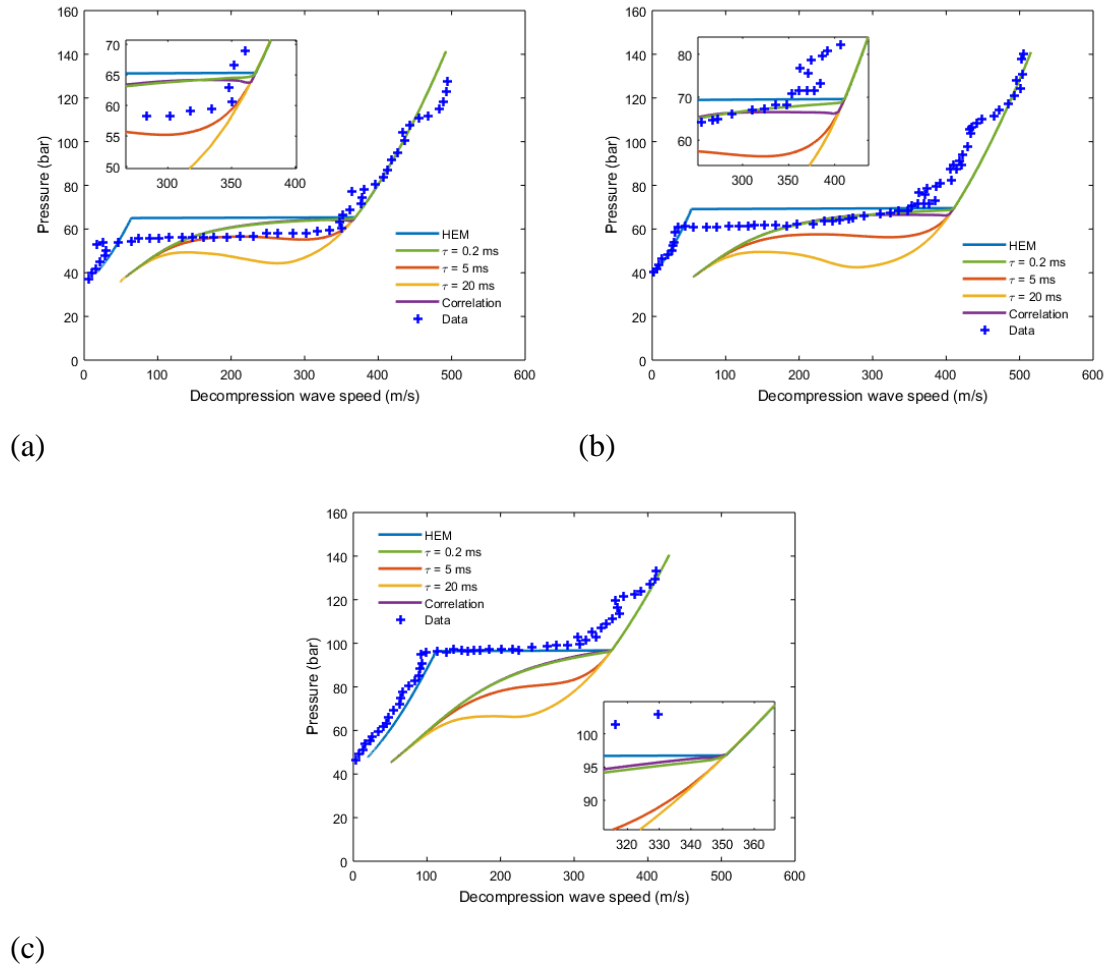 160
140
120
100
80
60
40
20
0
Pressure (bar)
70
65
60
55
50
300 350 400
HEM
τ = 0.2 ms
τ = 5 ms
τ = 20 ms
Correlation
Data
0 100 200 300 400 500 600
Decompression wave speed (m/s)
(a)
160
140
120
100
80
60
40
20
0
Pressure (bar)
80
70
60
300 350 400
HEM
τ = 0.2 ms
τ = 5 ms
τ = 20 ms
Correlation
Data
0 100 200 300 400 500 600
Decompression wave speed (m/s)
(b)
160
140
120
100
80
60
40
20
0
Pressure (bar)
HEM
τ = 0.2 ms
τ = 5 ms
τ = 20 ms
Correlation
Data
100
95
90
320 330 340 350 360
0 100 200 300 400 500 600
Decompression wave speed (m/s)
(c)